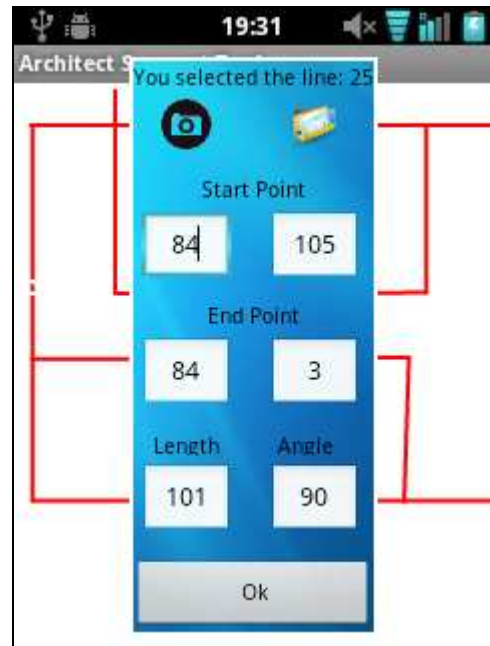 19:31
Architect
You selected the line: 25
Start Point
84 105
End Point
84 3
Length Angle
101 90
Ok